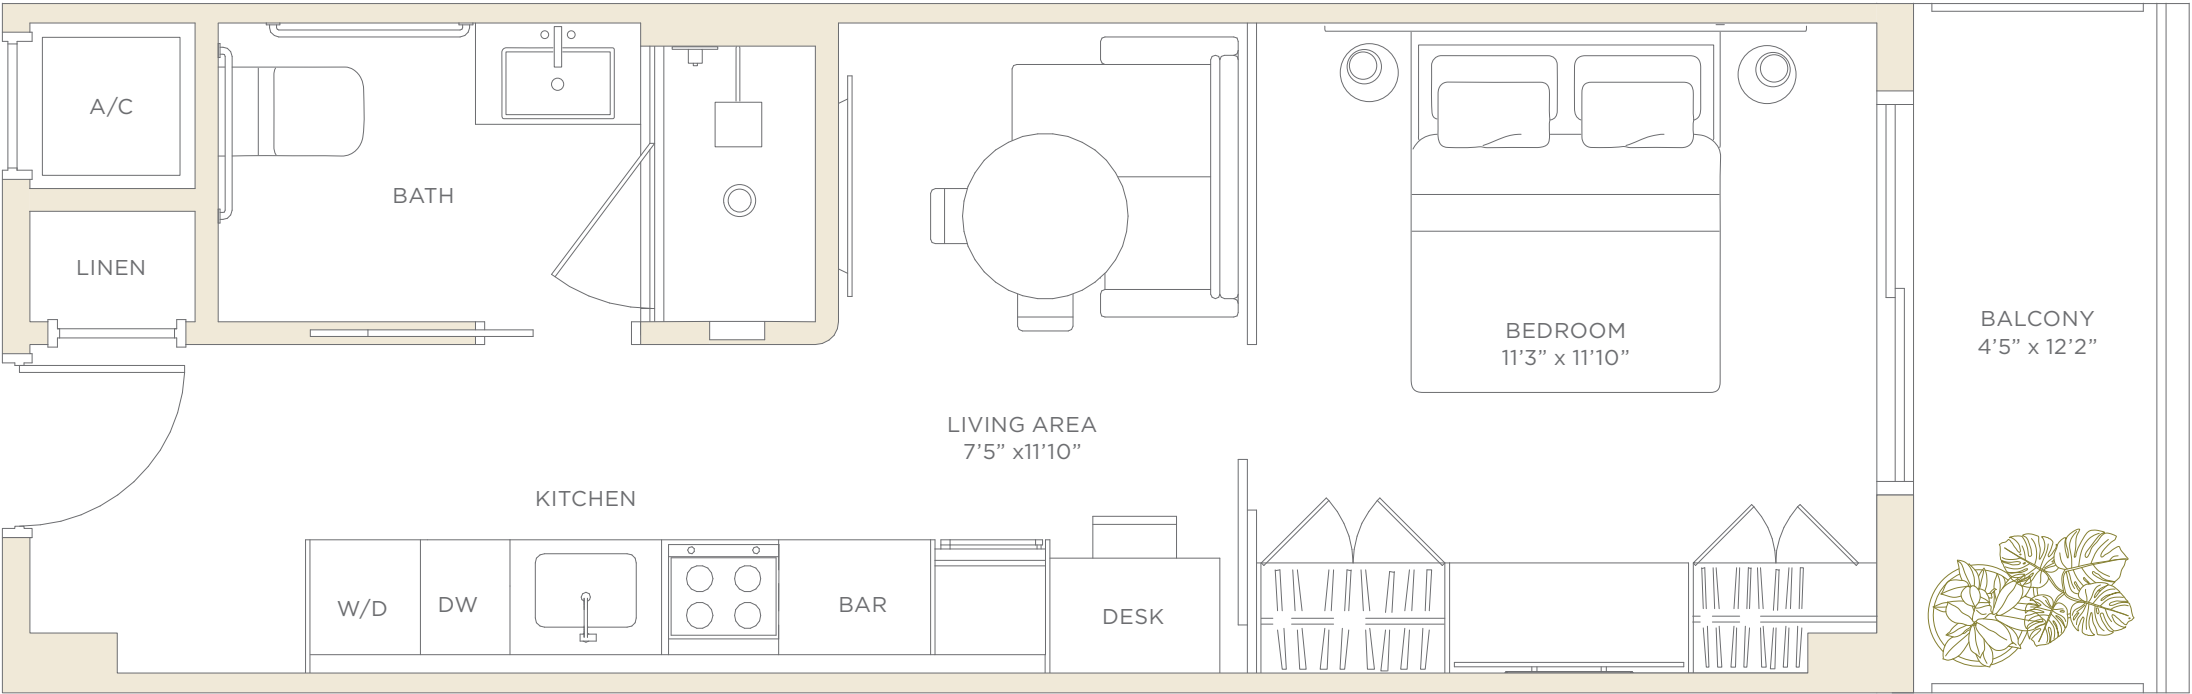 A/C
BATH
LINEN
BEDROOM
11’3” x 11’10”
BALCONY
4’5” x 12’2”
LIVING AREA
7’5” x11’10”
KITCHEN
W/D
DW
BAR
DESK